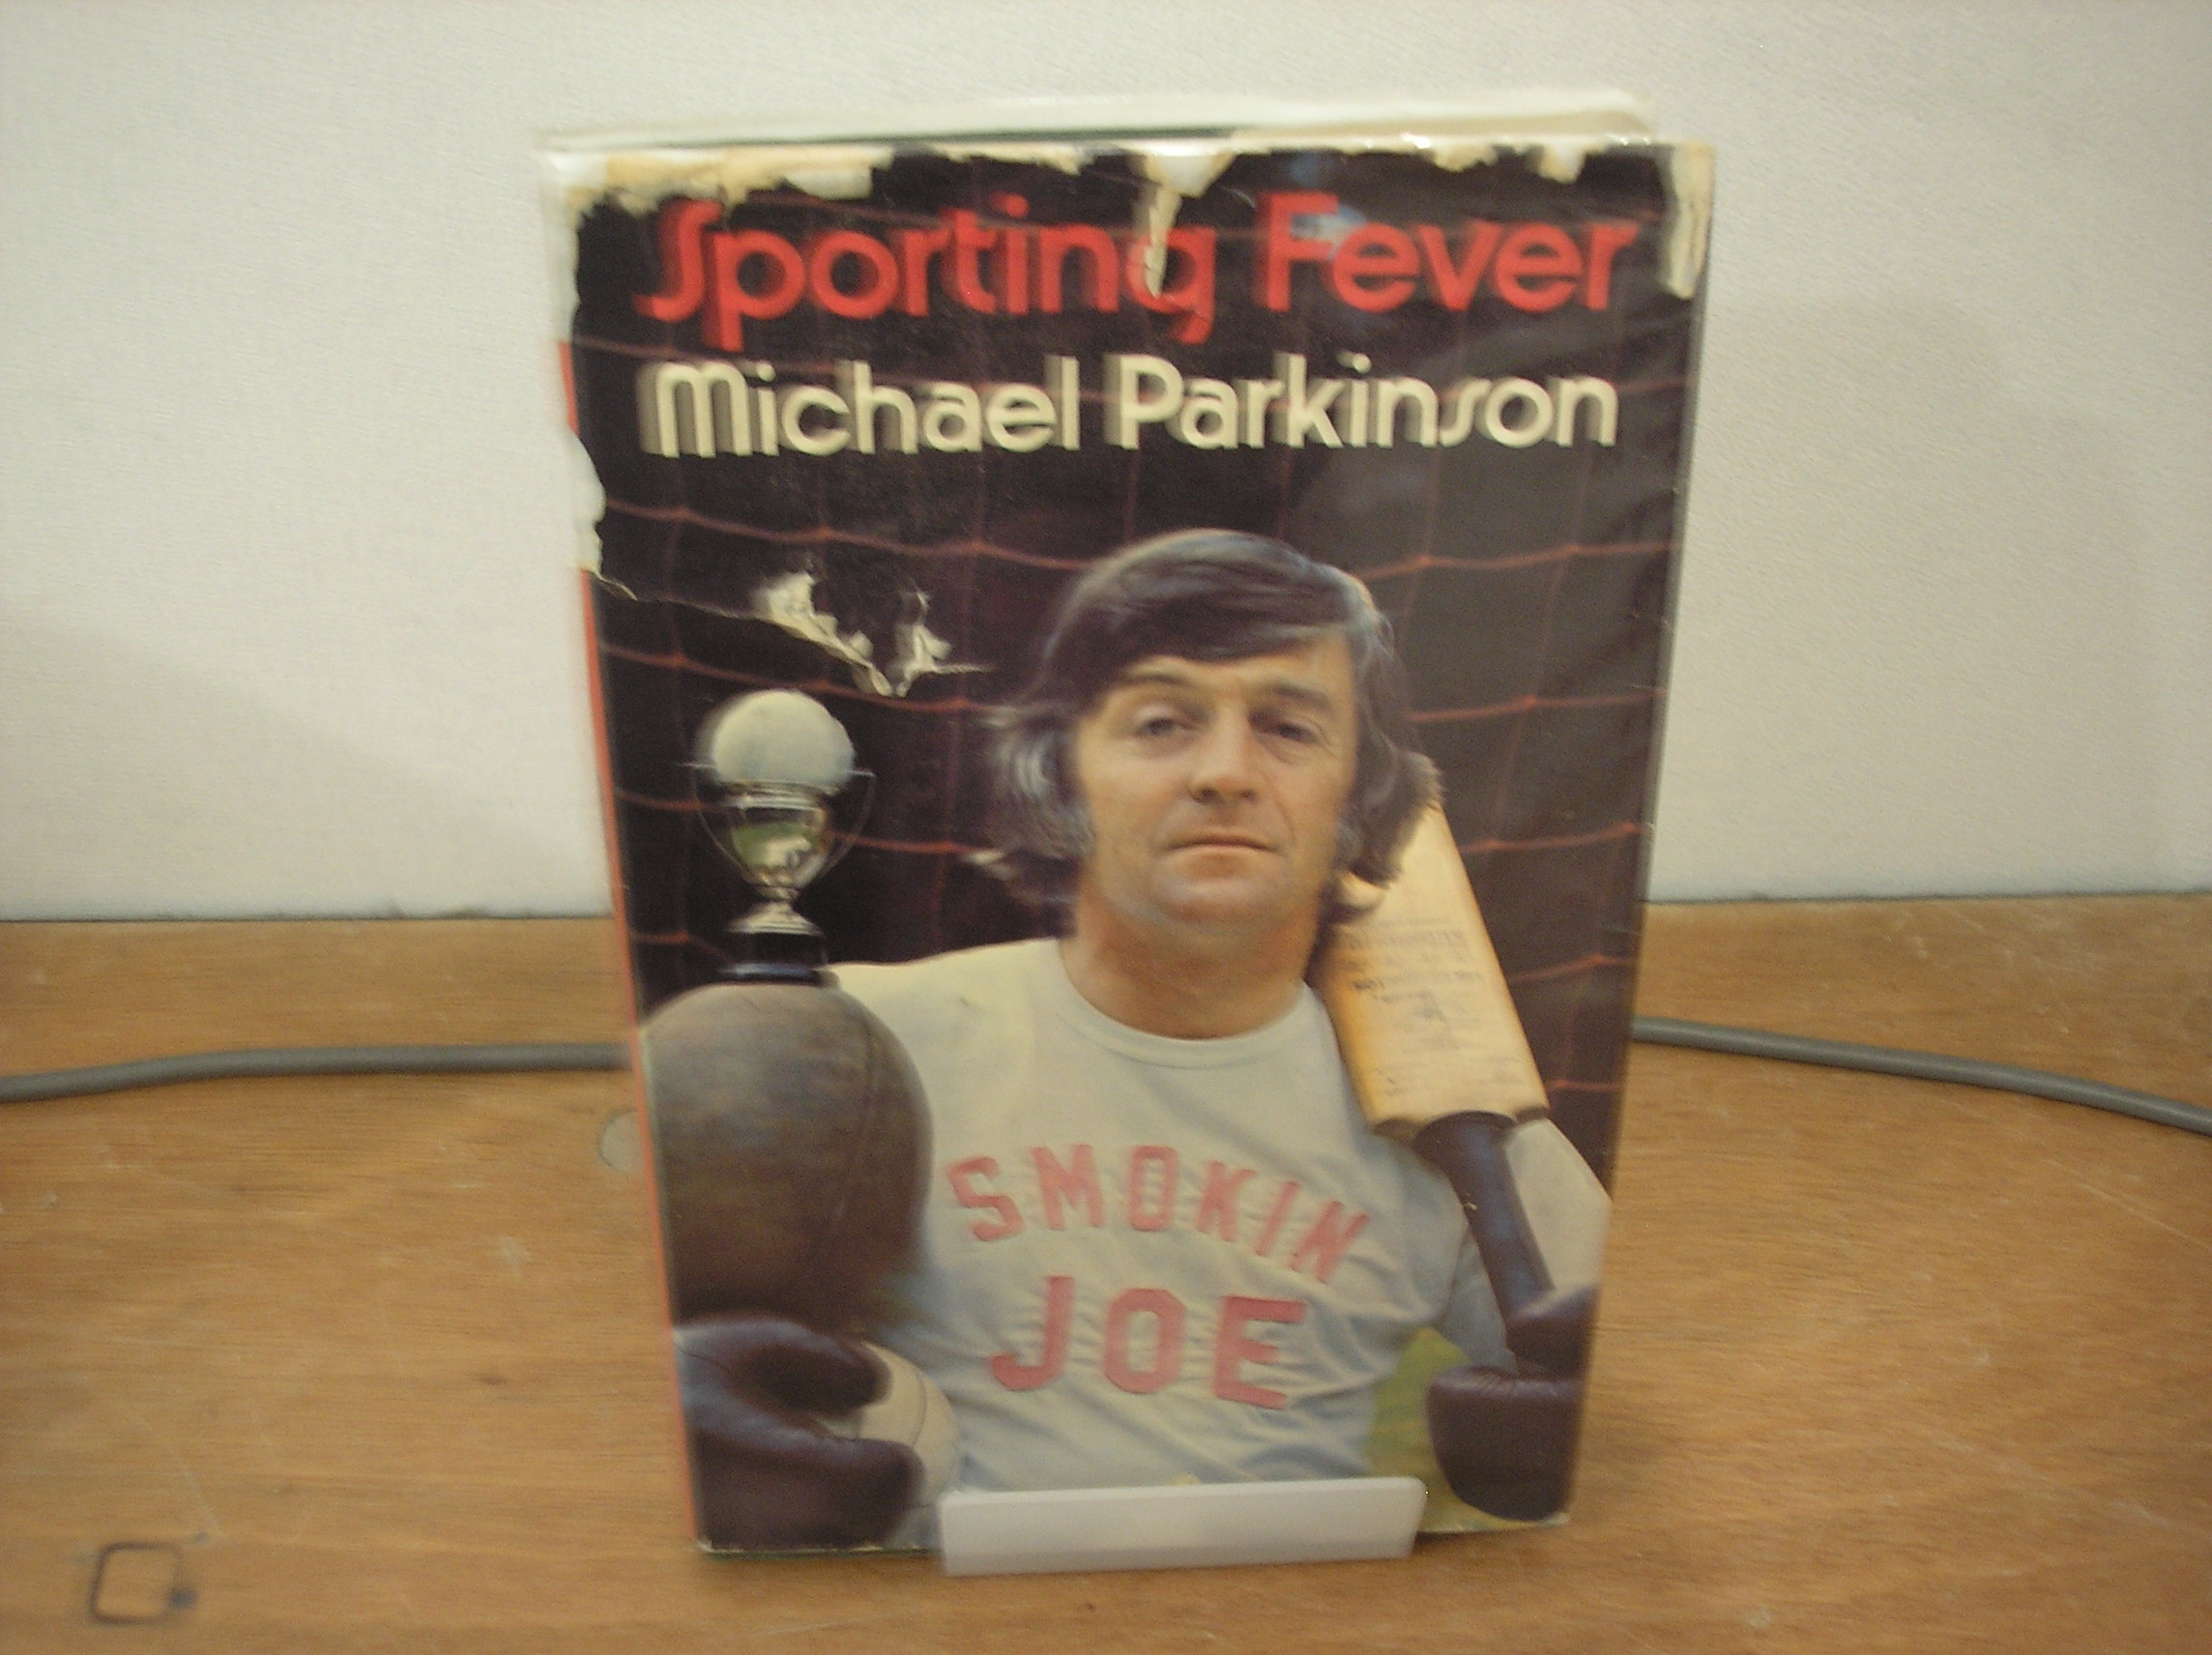 Sporting Fever
Michael Parkinson
SMOKIN
JOE